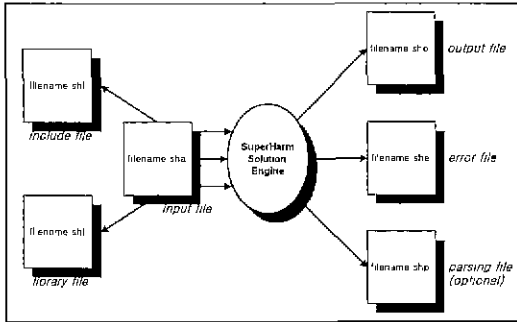 filename shi
include file
filename sha
input file
filename shl
library file
SuperHarm
Solution
Engine
filename sho
output file
filename she
error file
filename shp
parsing file
(optional)